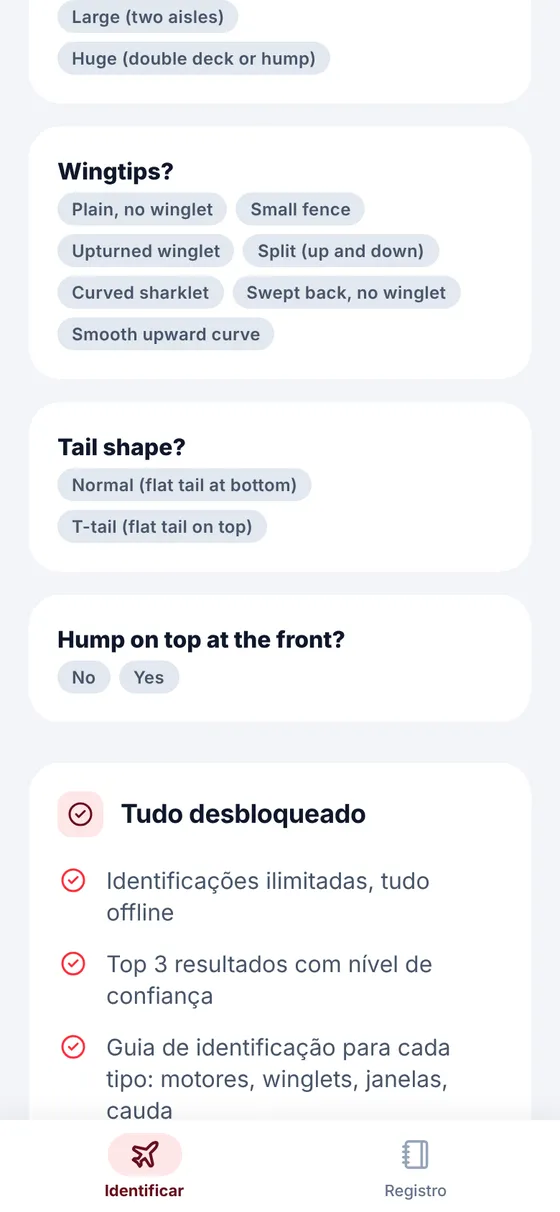 Large (two aisles)
Huge (double deck or hump)
Wingtips?
Plain, no winglet
Small fence
Upturned winglet
Split (up and down)
Curved sharklet
Swept back, no winglet
Smooth upward curve
Tail shape?
Normal (flat tail at bottom)
T-tail (flat tail on top)
Hump on top at the front?
No
Yes
Tudo desbloqueado
Identificações ilimitadas, tudo
offline
Top 3 resultados com nível de
confiança
Guia de identificação para cada
tipo: motores, winglets, janelas,
cauda
Identificar
Registro